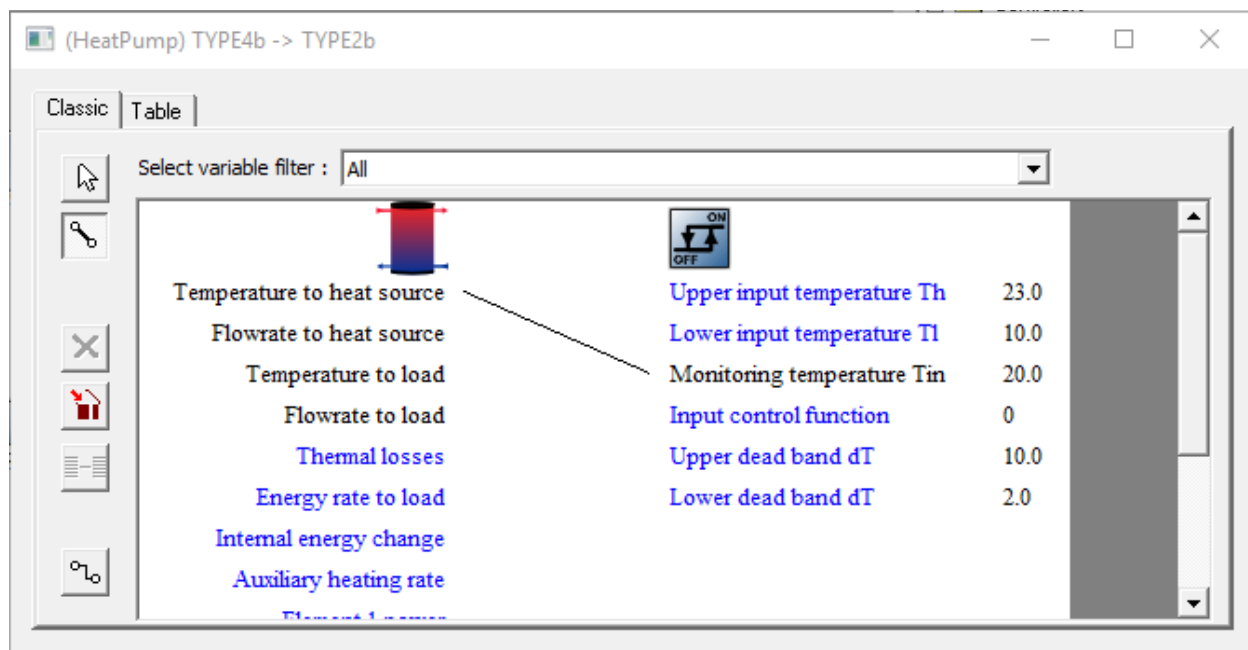 (HeatPump) TYPE4b -> TYPE2b
Classic Table
Select variable filter : All
ON
OFF
Temperature to heat source Upper input temperature Th 23.0
Flowrate to heat source Lower input temperature Tl 10.0
Temperature to load Monitoring temperature Tin 20.0
Flowrate to load Input control function 0
Thermal losses Upper dead band dT 10.0
Energy rate to load Lower dead band dT 2.0
Internal energy change
Auxiliary heating rate
Element 1 power